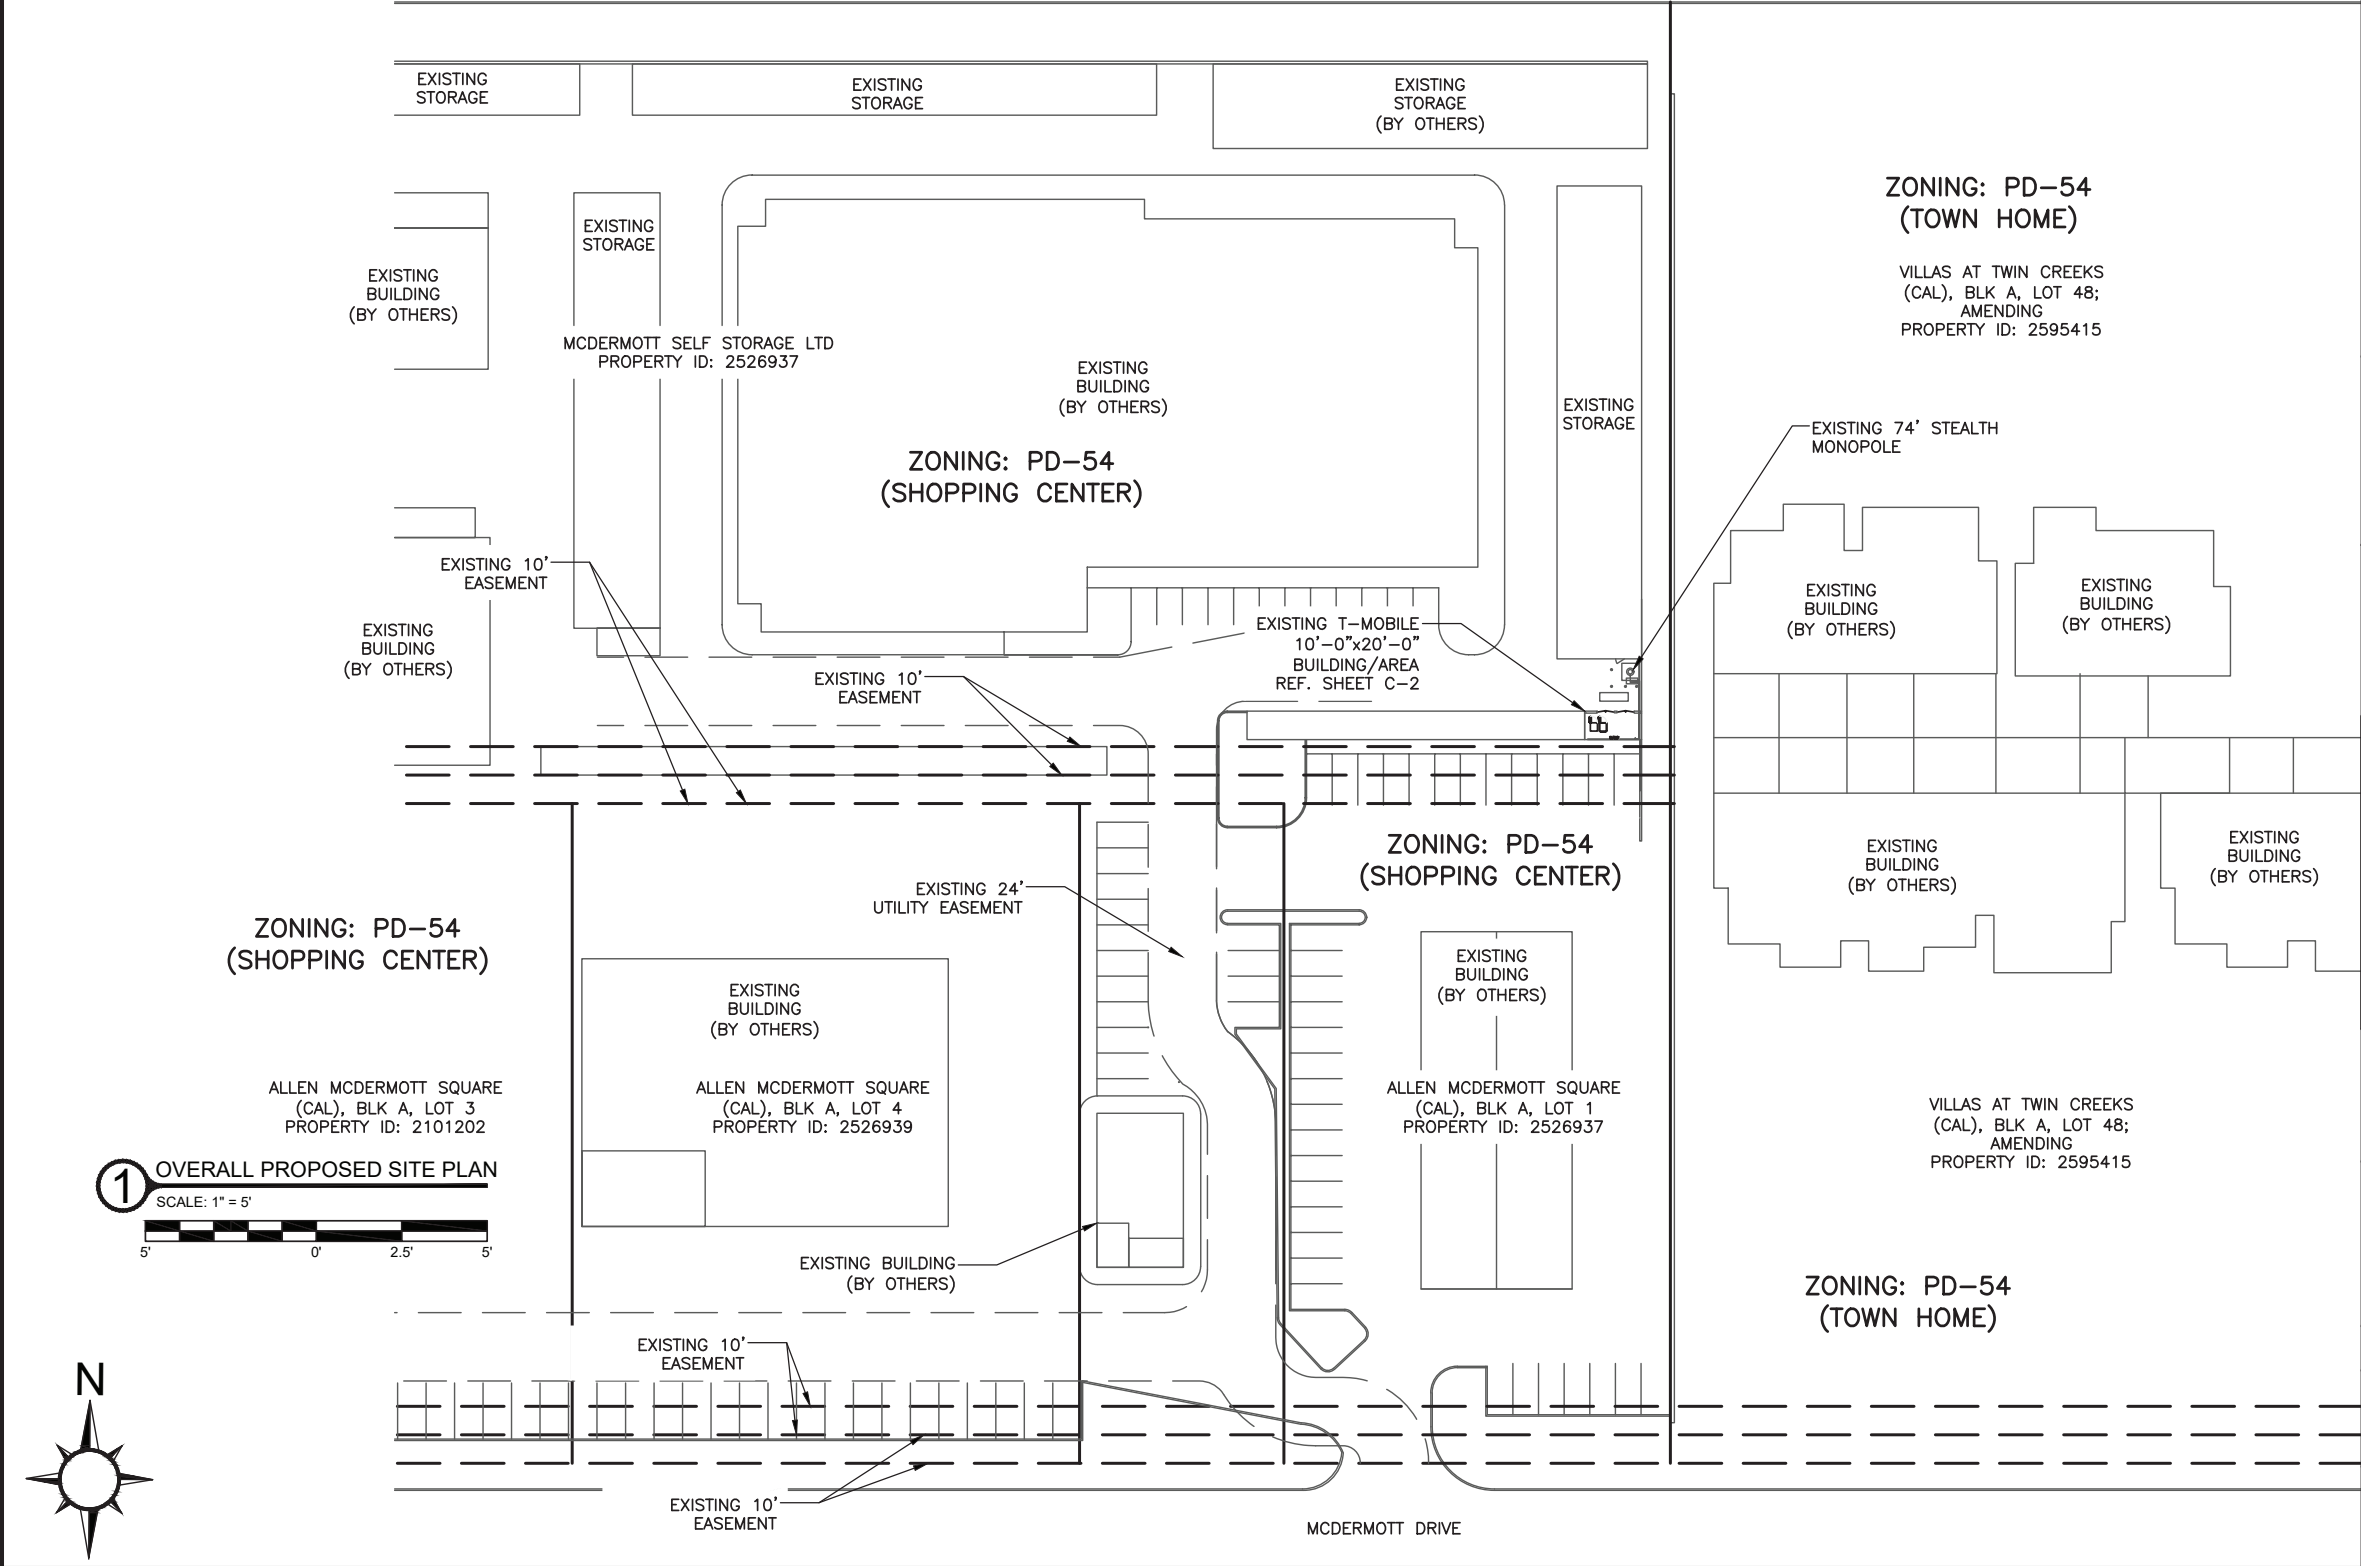 EXISTING
STORAGE
EXISTING
STORAGE
EXISTING
STORAGE
(BY OTHERS)
ZONING: PD-54
(TOWN HOME)
VILLAS AT TWIN CREEKS
(CAL), BLK A, LOT 48;
AMENDING
PROPERTY ID: 2595415
EXISTING
STORAGE
EXISTING
BUILDING
(BY OTHERS)
MCDERMOTT SELF STORAGE LTD
PROPERTY ID: 2526937
EXISTING
BUILDING
(BY OTHERS)
ZONING: PD-54
(SHOPPING CENTER)
EXISTING
STORAGE
EXISTING 74' STEALTH
MONOPOLE
EXISTING 10'
EASEMENT
EXISTING
BUILDING
(BY OTHERS)
EXISTING
BUILDING
(BY OTHERS)
EXISTING
BUILDING
(BY OTHERS)
EXISTING T-MOBILE
10'-0"x20'-0"
BUILDING/AREA
REF. SHEET C-2
EXISTING 10'
EASEMENT
ZONING: PD-54
(SHOPPING CENTER)
EXISTING
BUILDING
(BY OTHERS)
EXISTING
BUILDING
(BY OTHERS)
EXISTING 24'
UTILITY EASEMENT
ZONING: PD-54
(SHOPPING CENTER)
EXISTING
BUILDING
(BY OTHERS)
EXISTING
BUILDING
(BY OTHERS)
ALLEN MCDERMOTT SQUARE
(CAL), BLK A, LOT 3
PROPERTY ID: 2101202
ALLEN MCDERMOTT SQUARE
(CAL), BLK A, LOT 4
PROPERTY ID: 2526939
ALLEN MCDERMOTT SQUARE
(CAL), BLK A, LOT 1
PROPERTY ID: 2526937
VILLAS AT TWIN CREEKS
(CAL), BLK A, LOT 48;
AMENDING
PROPERTY ID: 2595415
1
OVERALL PROPOSED SITE PLAN
SCALE: 1" = 5'
5' 0' 2.5' 5'
EXISTING BUILDING
(BY OTHERS)
ZONING: PD-54
(TOWN HOME)
EXISTING 10'
EASEMENT
N
EXISTING 10'
EASEMENT
MCDERMOTT DRIVE